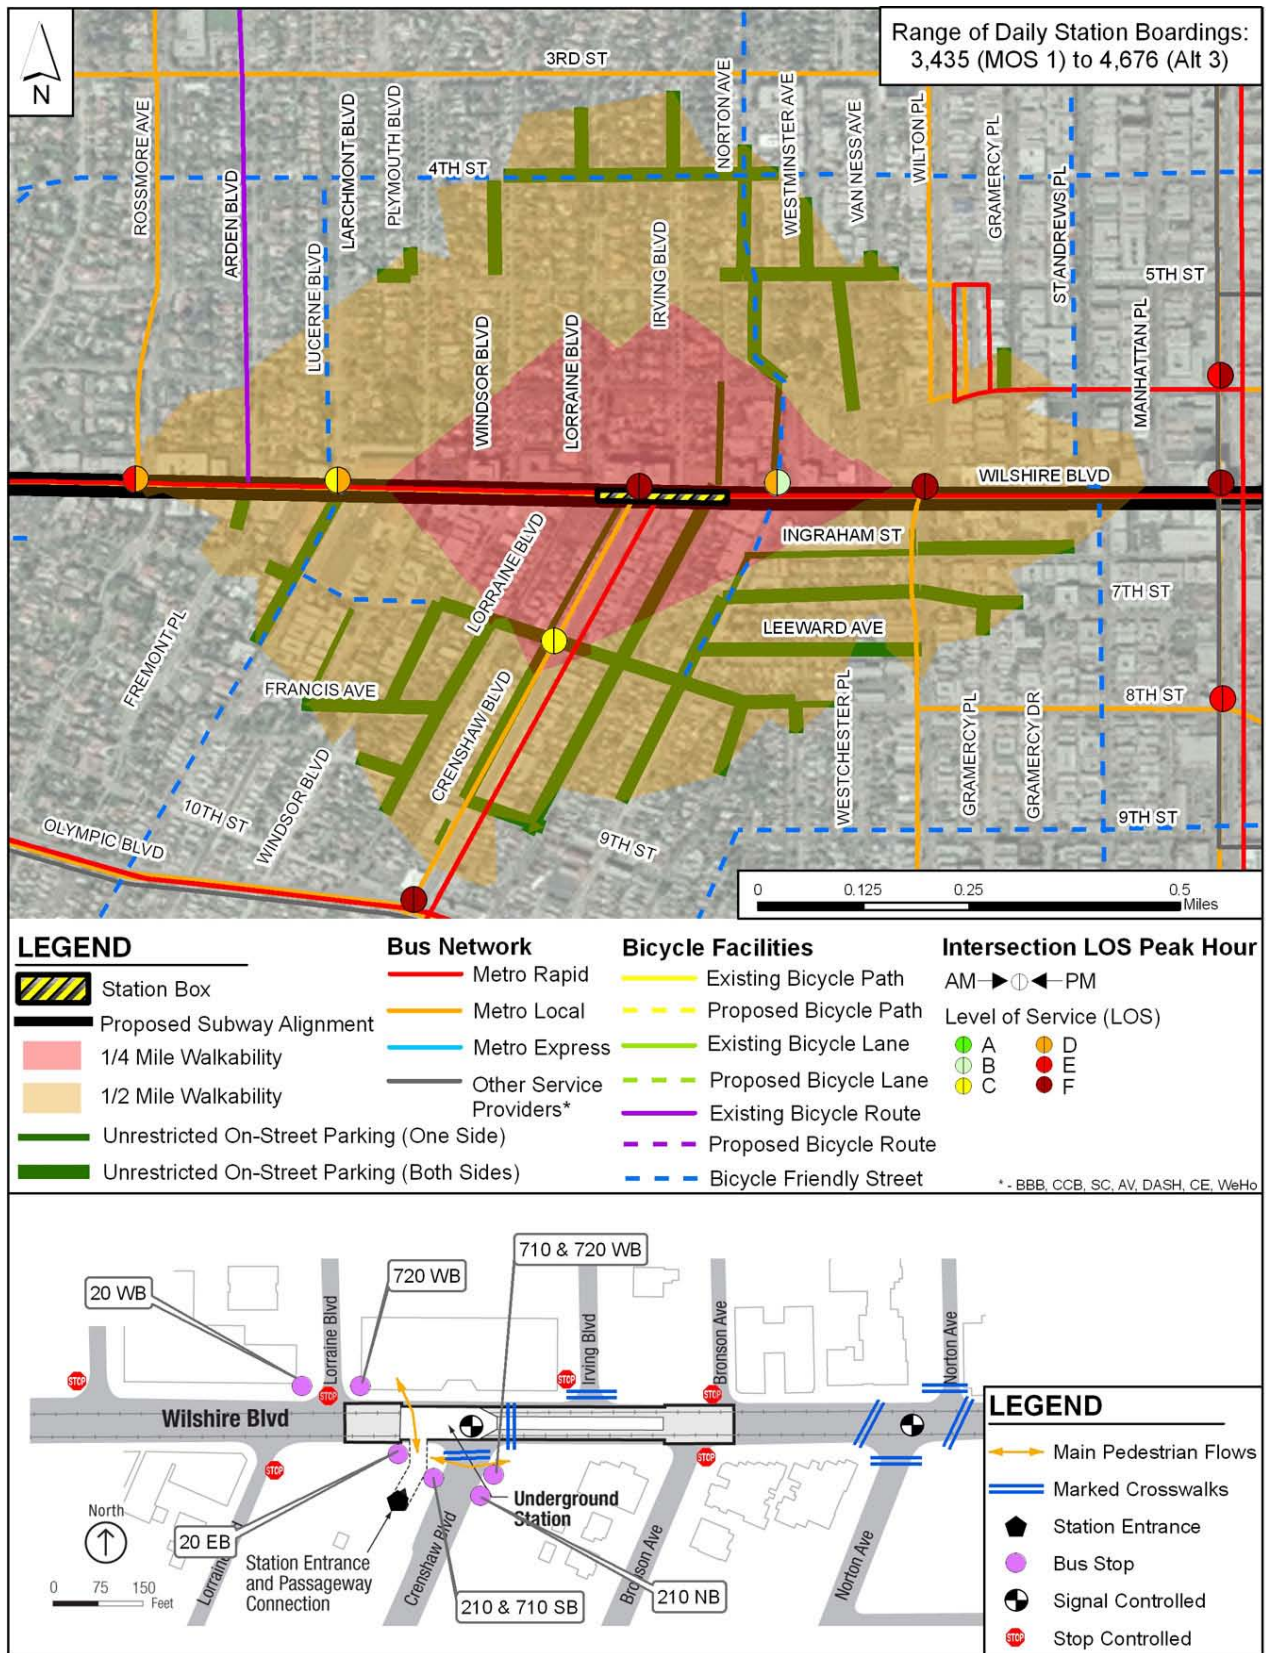 Range of Daily Station Boardings:
3,435 (MOS 1) to 4,676 (Alt 3)
N
3RD ST
ROSSMORE AVE
ARDEN BLVD
LUCERNE BLVD
LARCHMONT BLVD
PLYMOUTH BLVD
4TH ST
NORTON AVE
WESTMINSTER AVE
VAN NESS AVE
WILTON PL
GRAMERCY PL
ST ANDREWS PL
5TH ST
MANHATTAN PL
WINDSOR BLVD
LORRAINE BLVD
IRVING BLVD
WILSHIRE BLVD
INGRAHAM ST
LORRAINE BLVD
7TH ST
LEEWARD AVE
FREMONT PL
FRANCIS AVE
CRENSHAW BLVD
WESTCHESTER PL
8TH ST
GRAMERCY PL
GRAMERCY DR
10TH ST
WINDSOR BLVD
OLYMPIC BLVD
9TH ST
9TH ST
0 0.125 0.25 0.5
Miles
LEGEND
Station Box
Proposed Subway Alignment
1/4 Mile Walkability
1/2 Mile Walkability
Unrestricted On-Street Parking (One Side)
Unrestricted On-Street Parking (Both Sides)
Bus Network
Metro Rapid
Metro Local
Metro Express
Other Service
Providers*
Bicycle Facilities
Existing Bicycle Path
Proposed Bicycle Path
Existing Bicycle Lane
Proposed Bicycle Lane
Existing Bicycle Route
Proposed Bicycle Route
Bicycle Friendly Street
Intersection LOS Peak Hour
AM PM
Level of Service (LOS)
A D
B E
C F
* - BBB, CCB, SC, AV, DASH, CE, WeHo
710 & 720 WB
720 WB
20 WB
Lorraine Blvd
Irving Blvd
Bronson Ave
Norton Ave
STOP
STOP
STOP
STOP
Wilshire Blvd
STOP
STOP
North
20 EB
Underground
Station
Station Entrance
and Passageway
Connection
Crenshaw Blvd
Bronson Ave
Norton Ave
210 & 710 SB
210 NB
0 75 150
Feet
LEGEND
Main Pedestrian Flows
Marked Crosswalks
Station Entrance
Bus Stop
Signal Controlled
STOP Stop Controlled